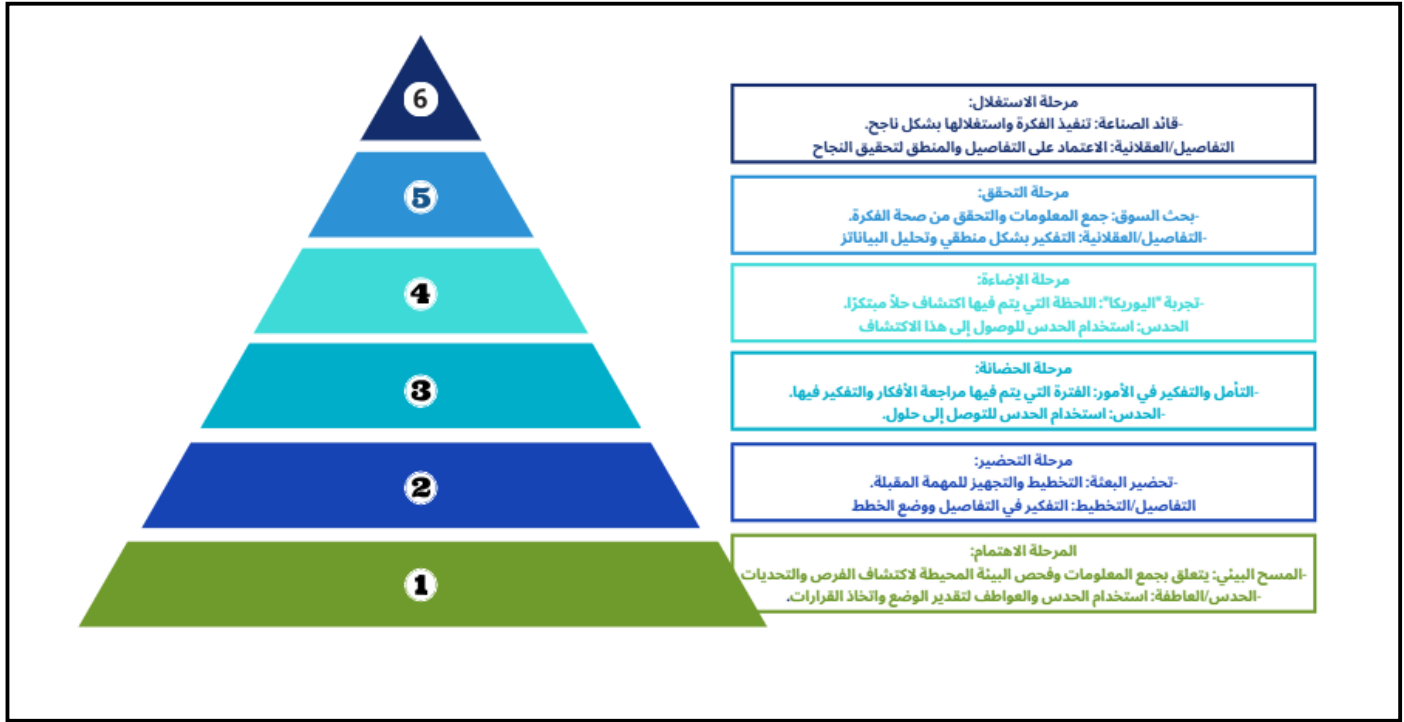 6
مرحلة الاستغلال:
-قائد الصناعة: تنفيذ الفكرة واستغلالها بشكل ناجح.
التفاصيل/العقلانية: الاعتماد على التفاصيل والمنطق لتحقيق النجاح
5
مرحلة التحقق:
-بحث السوق: جمع المعلومات والتحقق من صحة الفكرة.
-التفاصيل/العقلانية: التفكير بشكل منطقي وتحليل البياناتز
4
مرحلة الإضاءة:
-تجربة "اليوريكا": اللحظة التي يتم فيها اكتشاف حلاً مبتكرًا.
الحدس: استخدام الحدس للوصول إلى هذا الاكتشاف
3
مرحلة الحضانة:
-التأمل والتفكير في الأمور: الفترة التي يتم فيها مراجعة الأفكار والتفكير فيها.
-الحدس: استخدام الحدس للتوصل إلى حلول.
2
مرحلة التحضير:
-تحضير البعثة: التخطيط والتجهيز للمهمة المقبلة.
التفاصيل/التخطيط: التفكير في التفاصيل ووضع الخطط
1
المرحلة الاهتمام:
-المسح البيئي: يتعلق بجمع المعلومات وفحص البيئة المحيطة لاكتشاف الفرص والتحديات
-الحدس/العاطفة: استخدام الحدس والعواطف لتقدير الوضع واتخاذ القرارات.